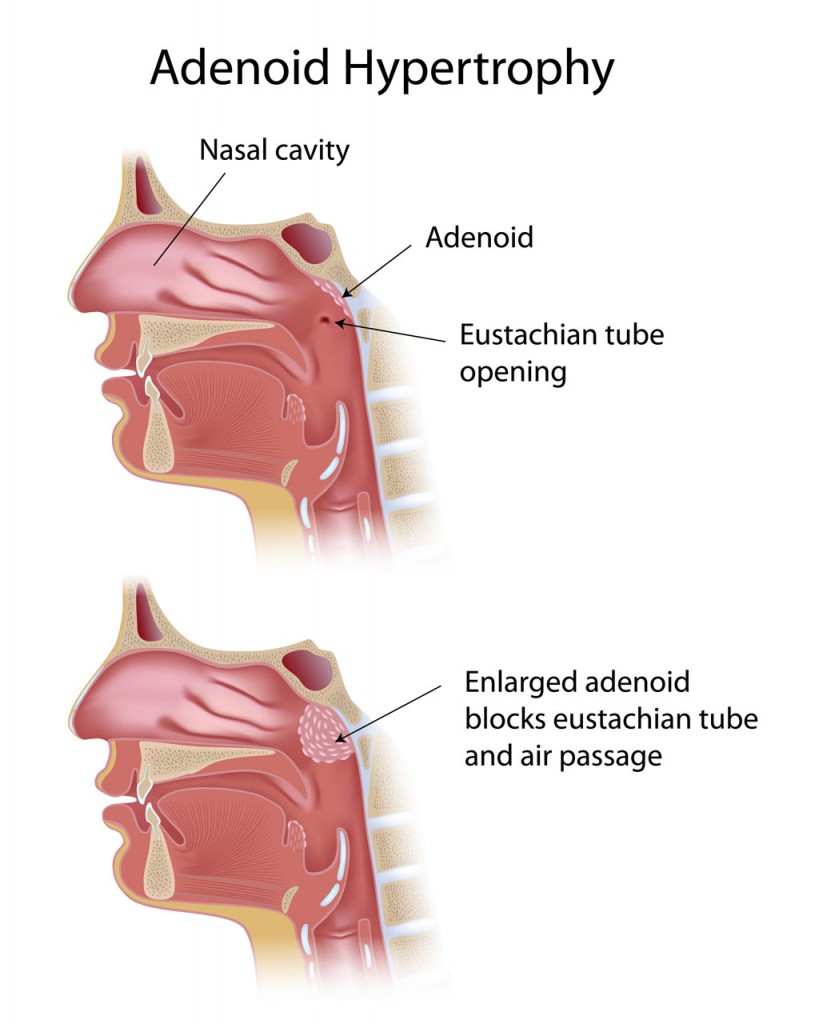 Adenoid Hypertrophy
Nasal cavity
Adenoid
Eustachian tube
opening
Enlarged adenoid
blocks eustachian tube
and air passage